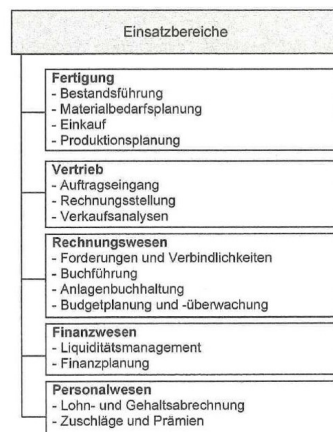 Einsatzbereiche
Fertigung
- Bestandsführung
- Materialbedarfsplanung
- Einkauf
- Produktionsplanung
Vertrieb
- Auftragseingang
- Rechnungsstellung
- Verkaufsanalysen
Rechnungswesen
- Forderungen und Verbindlichkeiten
- Buchführung
- Anlagenbuchhaltung
- Budgetplanung und -überwachung
Finanzwesen
- Liquiditätsmanagement
- Finanzplanung
Personalwesen
- Lohn- und Gehaltsabrechnung
- Zuschläge und Prämien